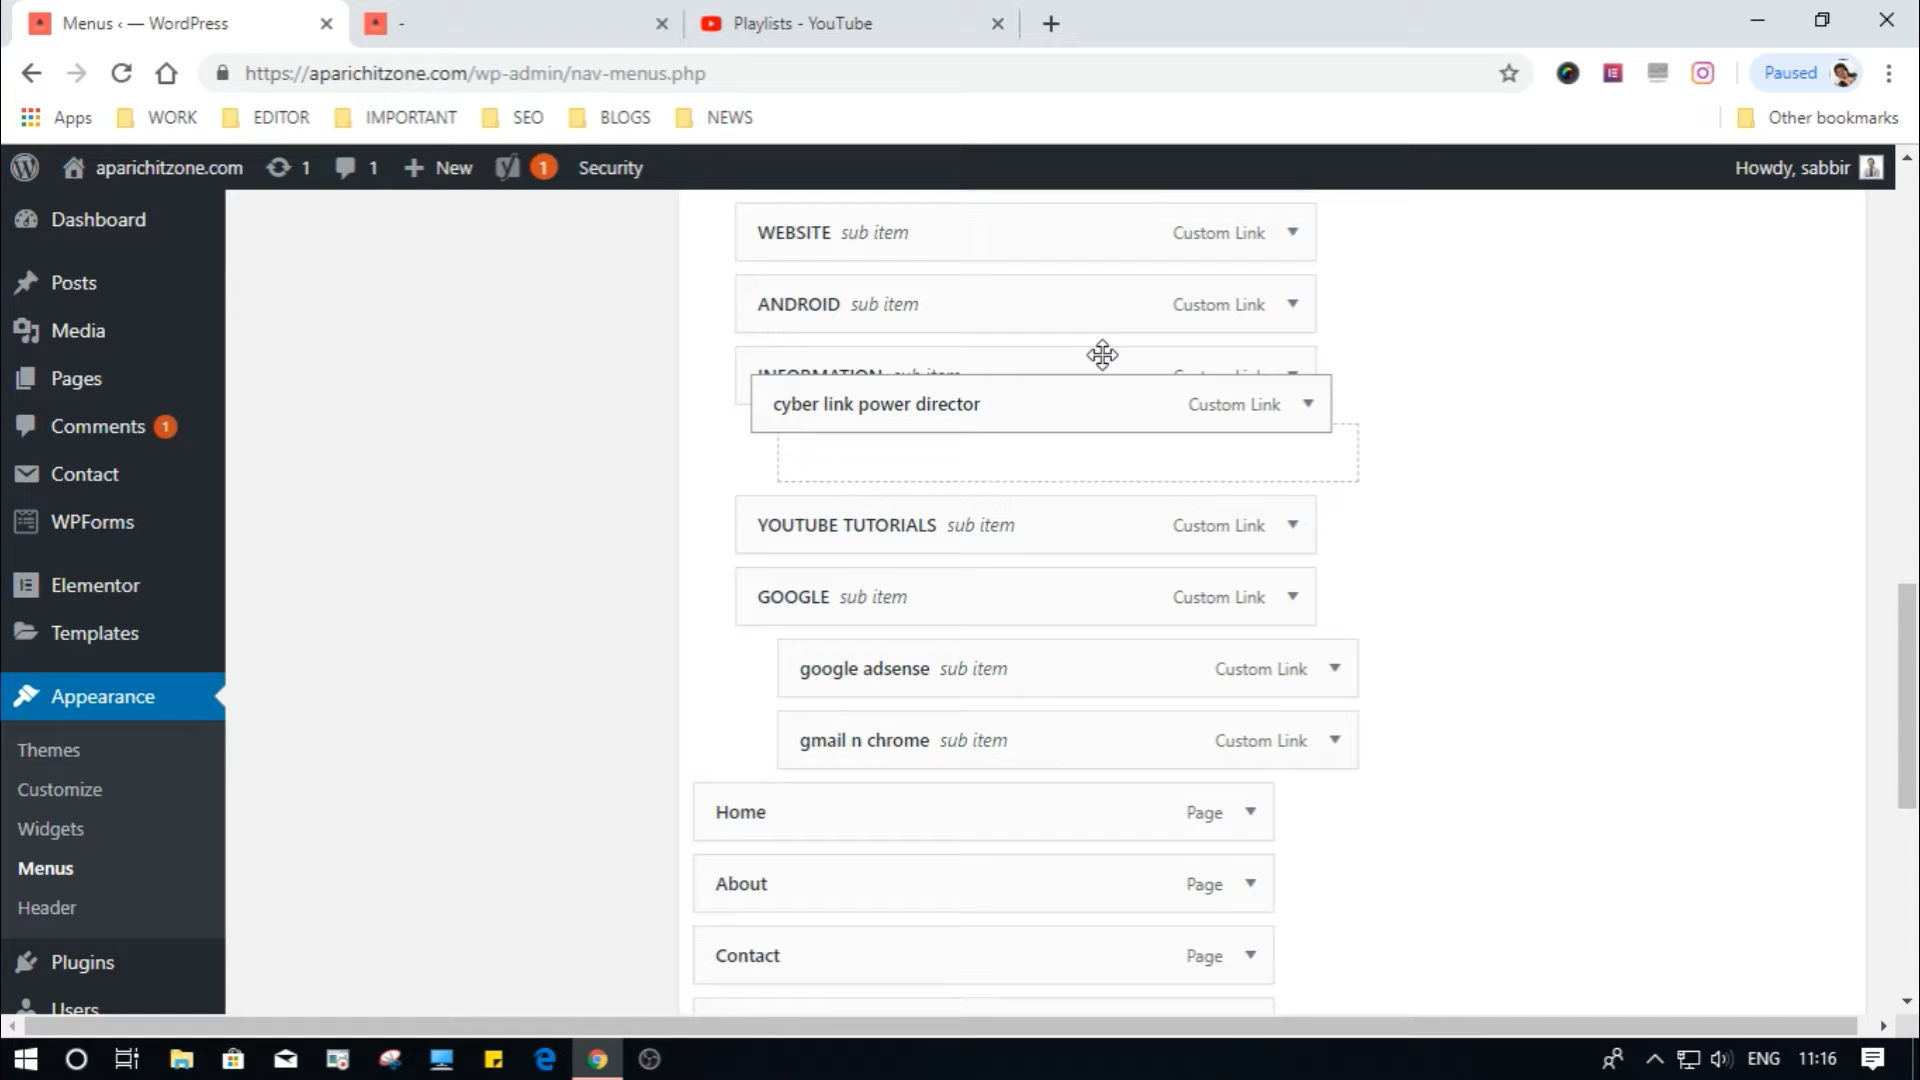 Menus ‹ — WordPress
-
Playlists - YouTube
https://aparichitzone.com/wp-admin/nav-menus.php
Paused
Apps
WORK
EDITOR
IMPORTANT
SEO
BLOGS
NEWS
Other bookmarks
aparichitzone.com
1
1
New
1
Security
Howdy, sabbir
Dashboard
Posts
Media
Pages
Comments 1
Contact
WPForms
Elementor
Templates
Appearance
Themes
Customize
Widgets
Menus
Header
Plugins
Users
WEBSITE sub item Custom Link
ANDROID sub item Custom Link
INFORMATION sub item Custom Link
cyber link power director Custom Link
YOUTUBE TUTORIALS sub item Custom Link
GOOGLE sub item Custom Link
google adsense sub item Custom Link
gmail n chrome sub item Custom Link
Home Page
About Page
Contact Page
ENG
11:16